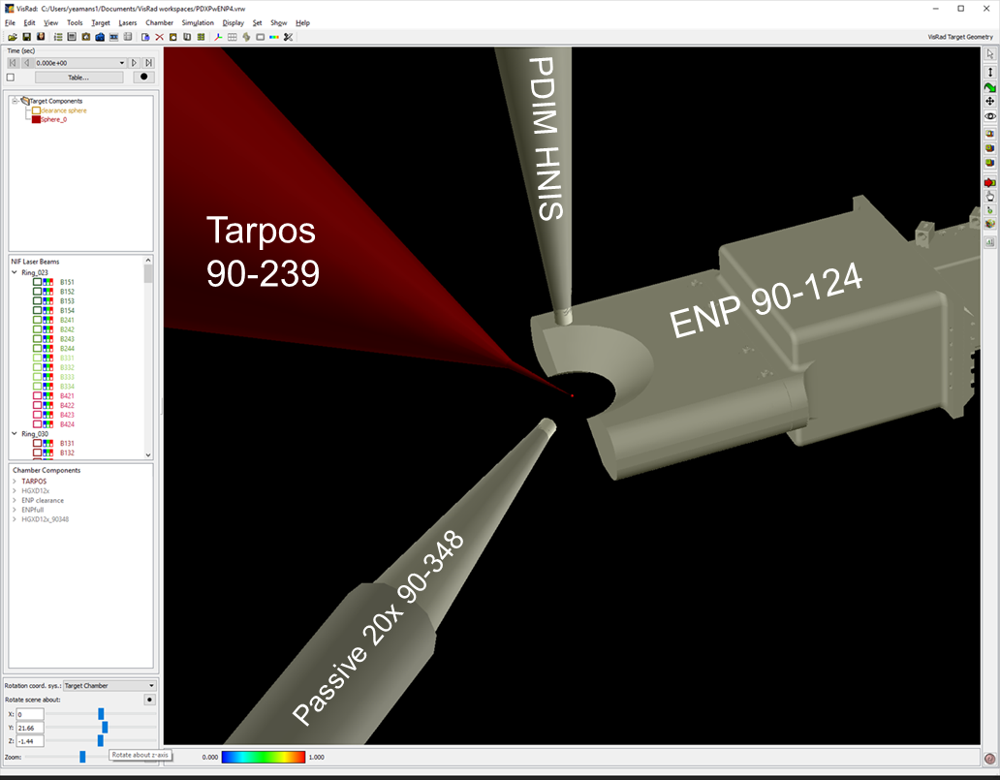 VisRad: C:/Users/yeamans1/Documents/VisRad workspaces/PDXPwENP4.vrw
File Edit View Tools Target Lasers Chamber Simulation Display Set Show Help
VisRad Target Geometry
Time (sec)
0.000e+00
Table...
Target Components
clearance sphere
Sphere_0
NIF Laser Beams
Ring_023
B151
B152
B153
B154
B241
B242
B243
B244
B331
B332
B333
B334
B421
B422
B423
B424
Ring_030
B131
B132
Chamber Components
TARPOS
HGXD12x
ENP clearance
ENPfull
HGXD12x_90348
Rotation coord. sys.: Target Chamber
Rotate scene about:
X: 0
Y: 21.66
Z: -1.44
Zoom:
Rotate about z-axis
0.000
1.000
PDIM HNIS
Tarpos
90-239
ENP 90-124
Passive 20x 90-348